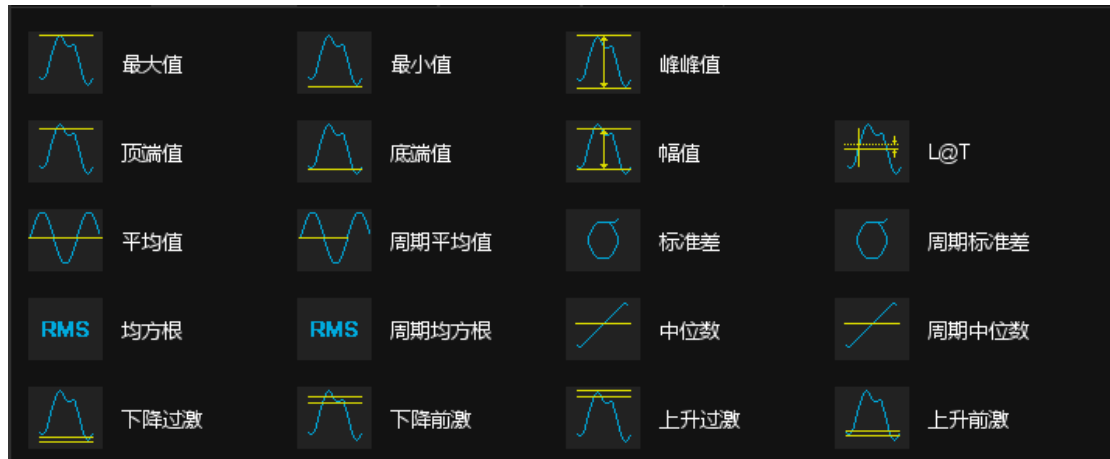 最大值 最小值 峰峰值
顶端值 底端值 幅值 L@T
平均值 周期平均值 标准差 周期标准差
RMS 均方根 RMS 周期均方根 中位数 周期中位数
下降过激 下降前激 上升过激 上升前激